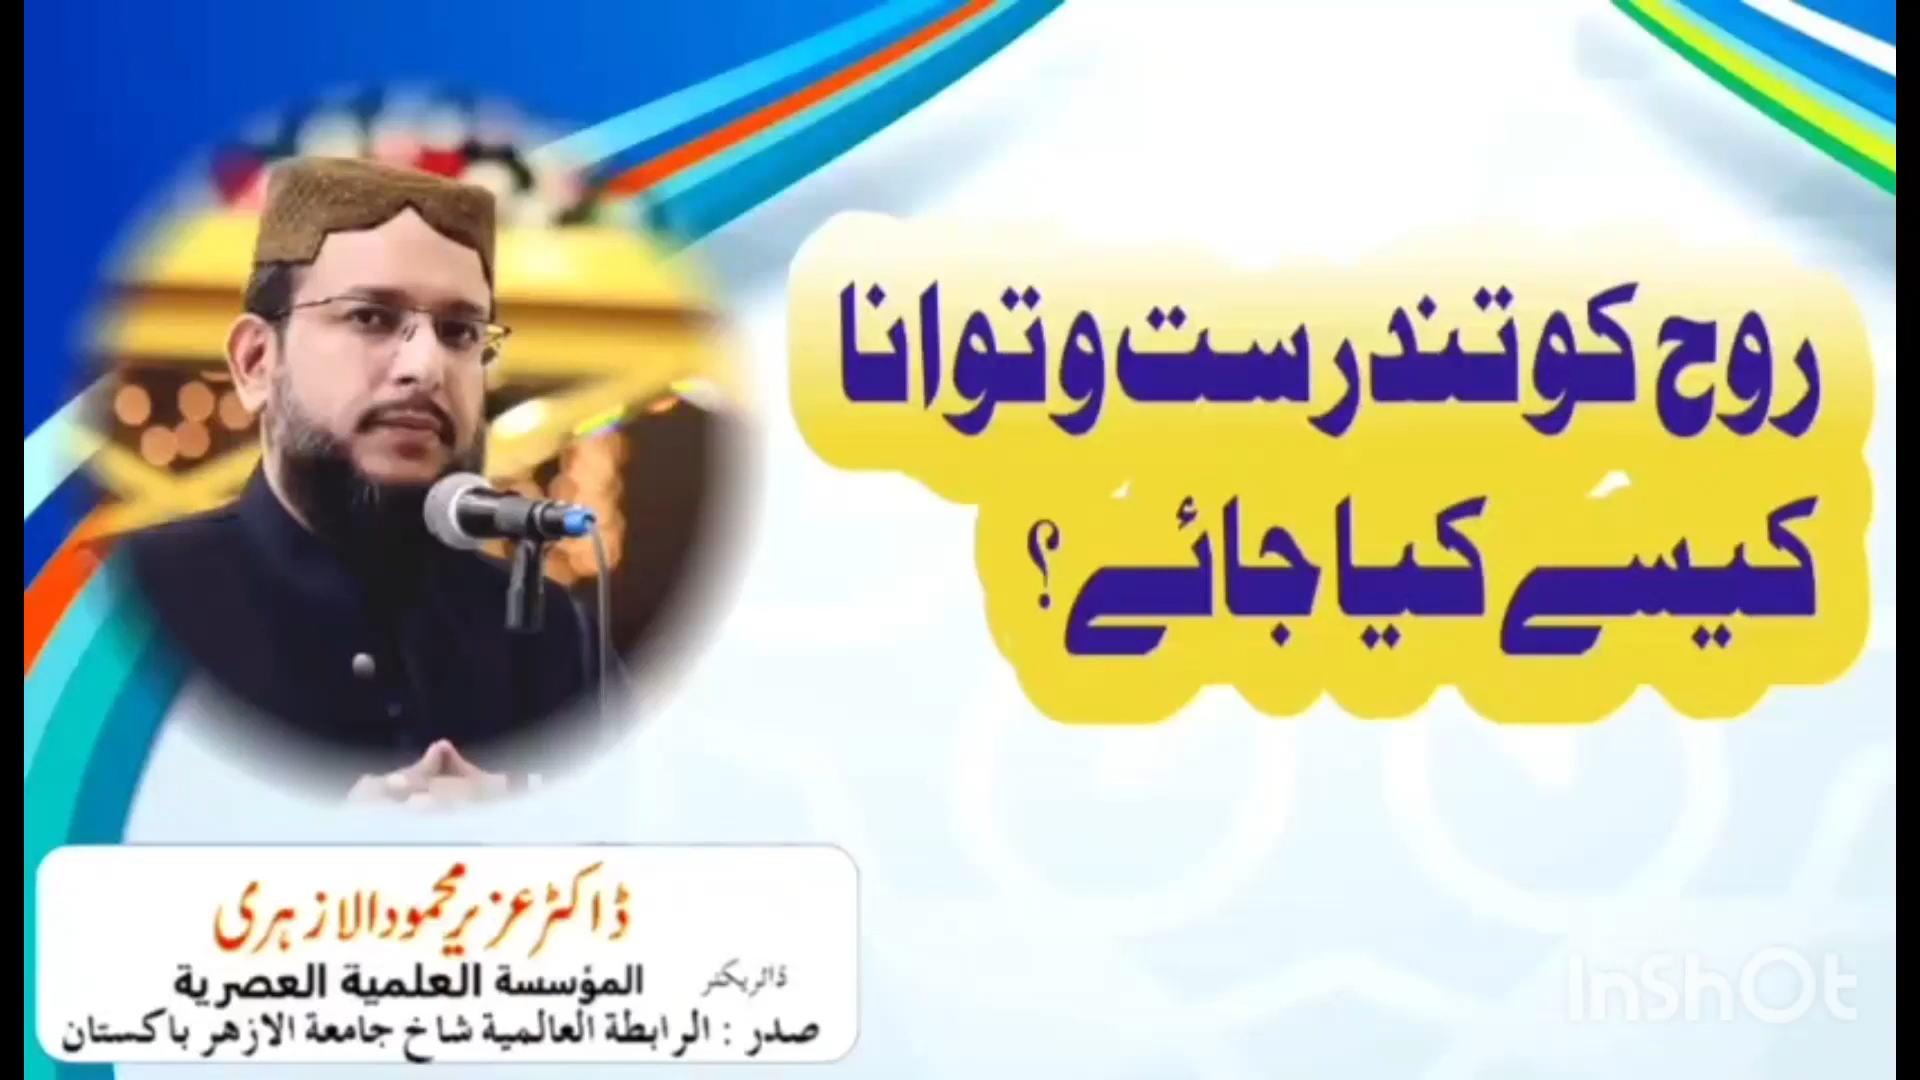 روح کو تندرست و توانا
کیسے کیا جائے؟
ڈاکٹر عزیر محمود الازہری
ڈائریکٹر المؤسسة العلمية العصرية
صدر : الرابطة العالمية شاخ جامعة الازهر پاکستان
InShOt